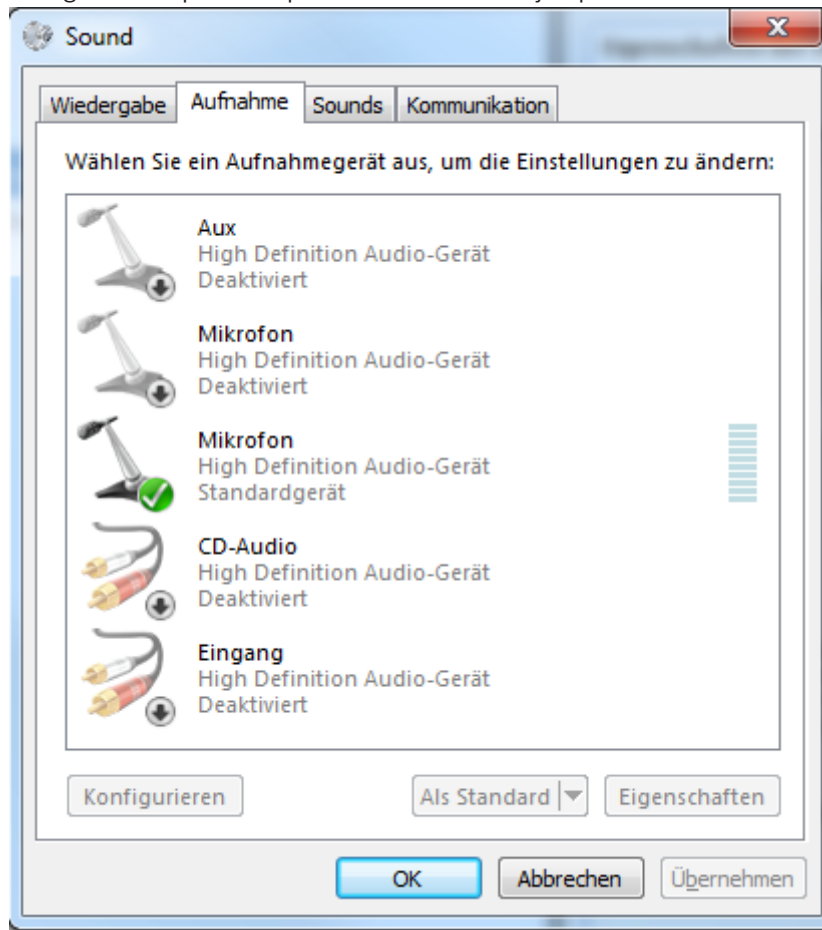 Sound
Wiedergabe Aufnahme Sounds Kommunikation
Wählen Sie ein Aufnahmegerät aus, um die Einstellungen zu ändern:
Aux
High Definition Audio-Gerät
Deaktiviert
Mikrofon
High Definition Audio-Gerät
Deaktiviert
Mikrofon
High Definition Audio-Gerät
Standardgerät
CD-Audio
High Definition Audio-Gerät
Deaktiviert
Eingang
High Definition Audio-Gerät
Deaktiviert
Konfigurieren Als Standard Eigenschaften
OK Abbrechen Übernehmen